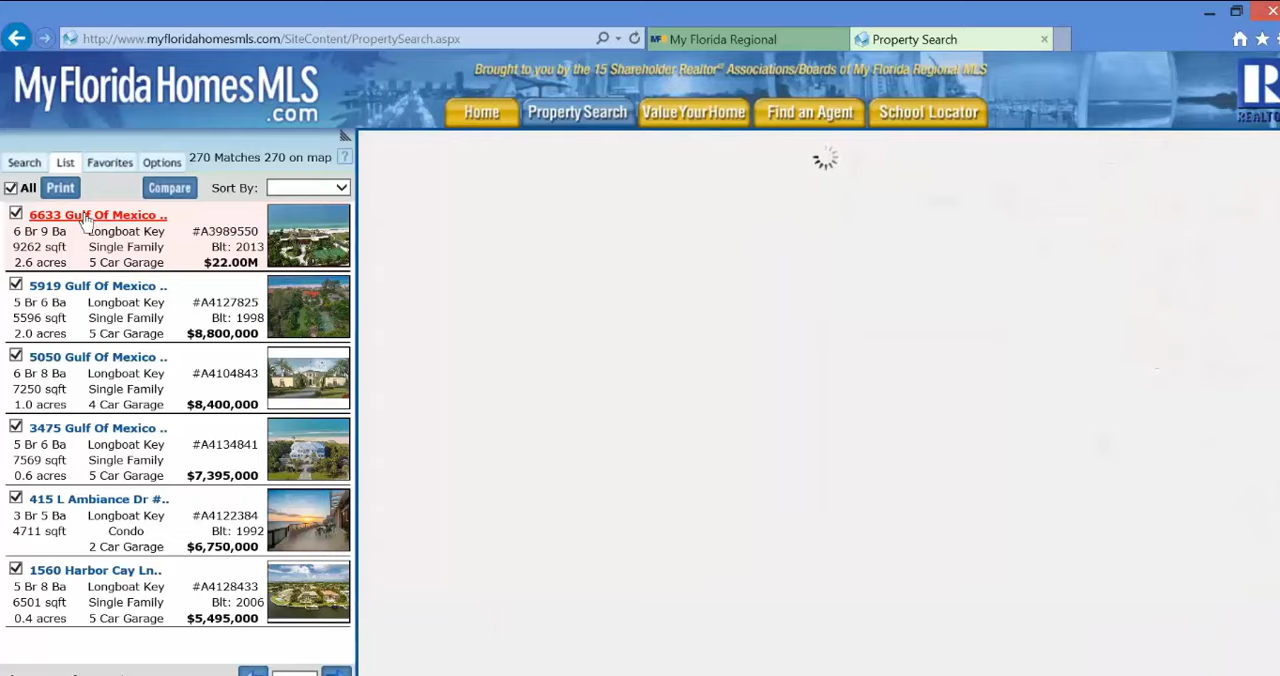 http://www.myfloridahomesmls.com/SiteContent/PropertySearch.aspx
My Florida Regional
Property Search
MyFloridaHomesMLS
.com
Brought to you by the 15 Shareholder Realtor® Associations/Boards of My Florida Regional MLS
Home
Property Search
Value Your Home
Find an Agent
School Locator
Search
List
Favorites
Options
270 Matches 270 on map
?
All
Print
Compare
Sort By:
6633 Gulf Of Mexico ..
6 Br 9 Ba Longboat Key #A3989550
9262 sqft Single Family Blt: 2013
2.6 acres 5 Car Garage $22.00M
5919 Gulf Of Mexico ..
5 Br 6 Ba Longboat Key #A4127825
5596 sqft Single Family Blt: 1998
2.0 acres 5 Car Garage $8,800,000
5050 Gulf Of Mexico ..
6 Br 8 Ba Longboat Key #A4104843
7250 sqft Single Family
1.0 acres 4 Car Garage $8,400,000
3475 Gulf Of Mexico ..
5 Br 6 Ba Longboat Key #A4134841
7569 sqft Single Family
0.6 acres 5 Car Garage $7,395,000
415 L Ambiance Dr #..
3 Br 5 Ba Longboat Key #A4122384
4711 sqft Condo Blt: 1992
2 Car Garage $6,750,000
1560 Harbor Cay Ln..
5 Br 8 Ba Longboat Key #A4128433
6501 sqft Single Family Blt: 2006
0.4 acres 5 Car Garage $5,495,000